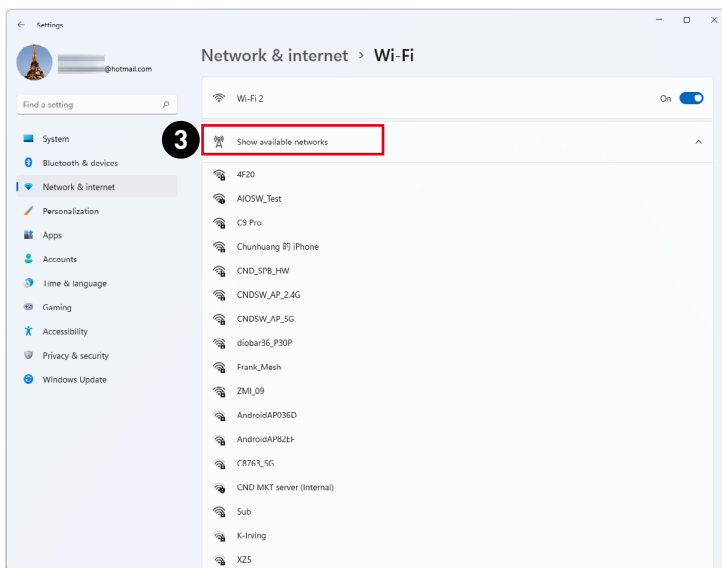 Settings
Network & internet > Wi-Fi
@hotmail.com
Find a setting
Wi-Fi 2
On
System
Bluetooth & devices
Network & internet
Personalization
Apps
Accounts
Time & language
Gaming
Accessibility
Privacy & security
Windows Update
3
Show available networks
4F20
AIOSW_Test
C9 Pro
Chunhuang 的 iPhone
CND_SPB_HW
CNDSW_AP_2.4G
CNDSW_AP_5G
diobar36_P30P
Frank_Mesh
ZMI_09
AndroidAP036D
AndroidAP82EF
C8763_5G
CND MKT server (Internal)
Sub
K-Irving
XZ5